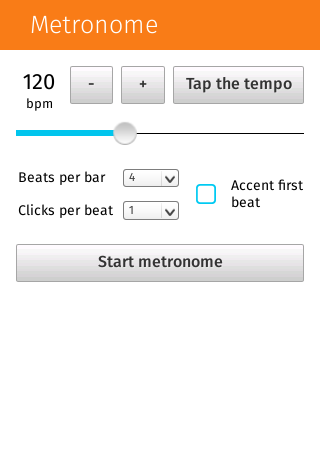 Metronome
120
bpm
- + Tap the tempo
Beats per bar 4
Clicks per beat 1
Accent first
beat
Start metronome